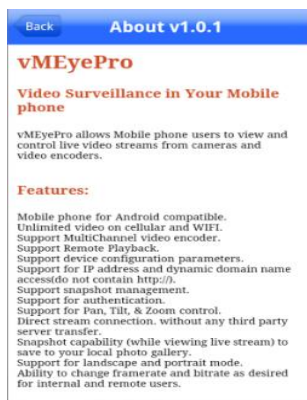 Back
About v1.0.1
vMEyePro
Video Surveillance in Your Mobile
phone
vMEyePro allows Mobile phone users to view and
control live video streams from cameras and
video encoders.
Features:
Mobile phone for Android compatible.
Unlimited video on cellular and WIFI.
Support MultiChannel video encoder.
Support Remote Playback.
Support device configuration parameters.
Support for IP address and dynamic domain name
access(do not contain http://).
Support snapshot management.
Support for authentication.
Support for Pan, Tilt, & Zoom control.
Direct stream connection. without any third party
server transfer.
Snapshot capability (while viewing live stream) to
save to your local photo gallery.
Support for landscape and portrait mode.
Ability to change framerate and bitrate as desired
for internal and remote users.